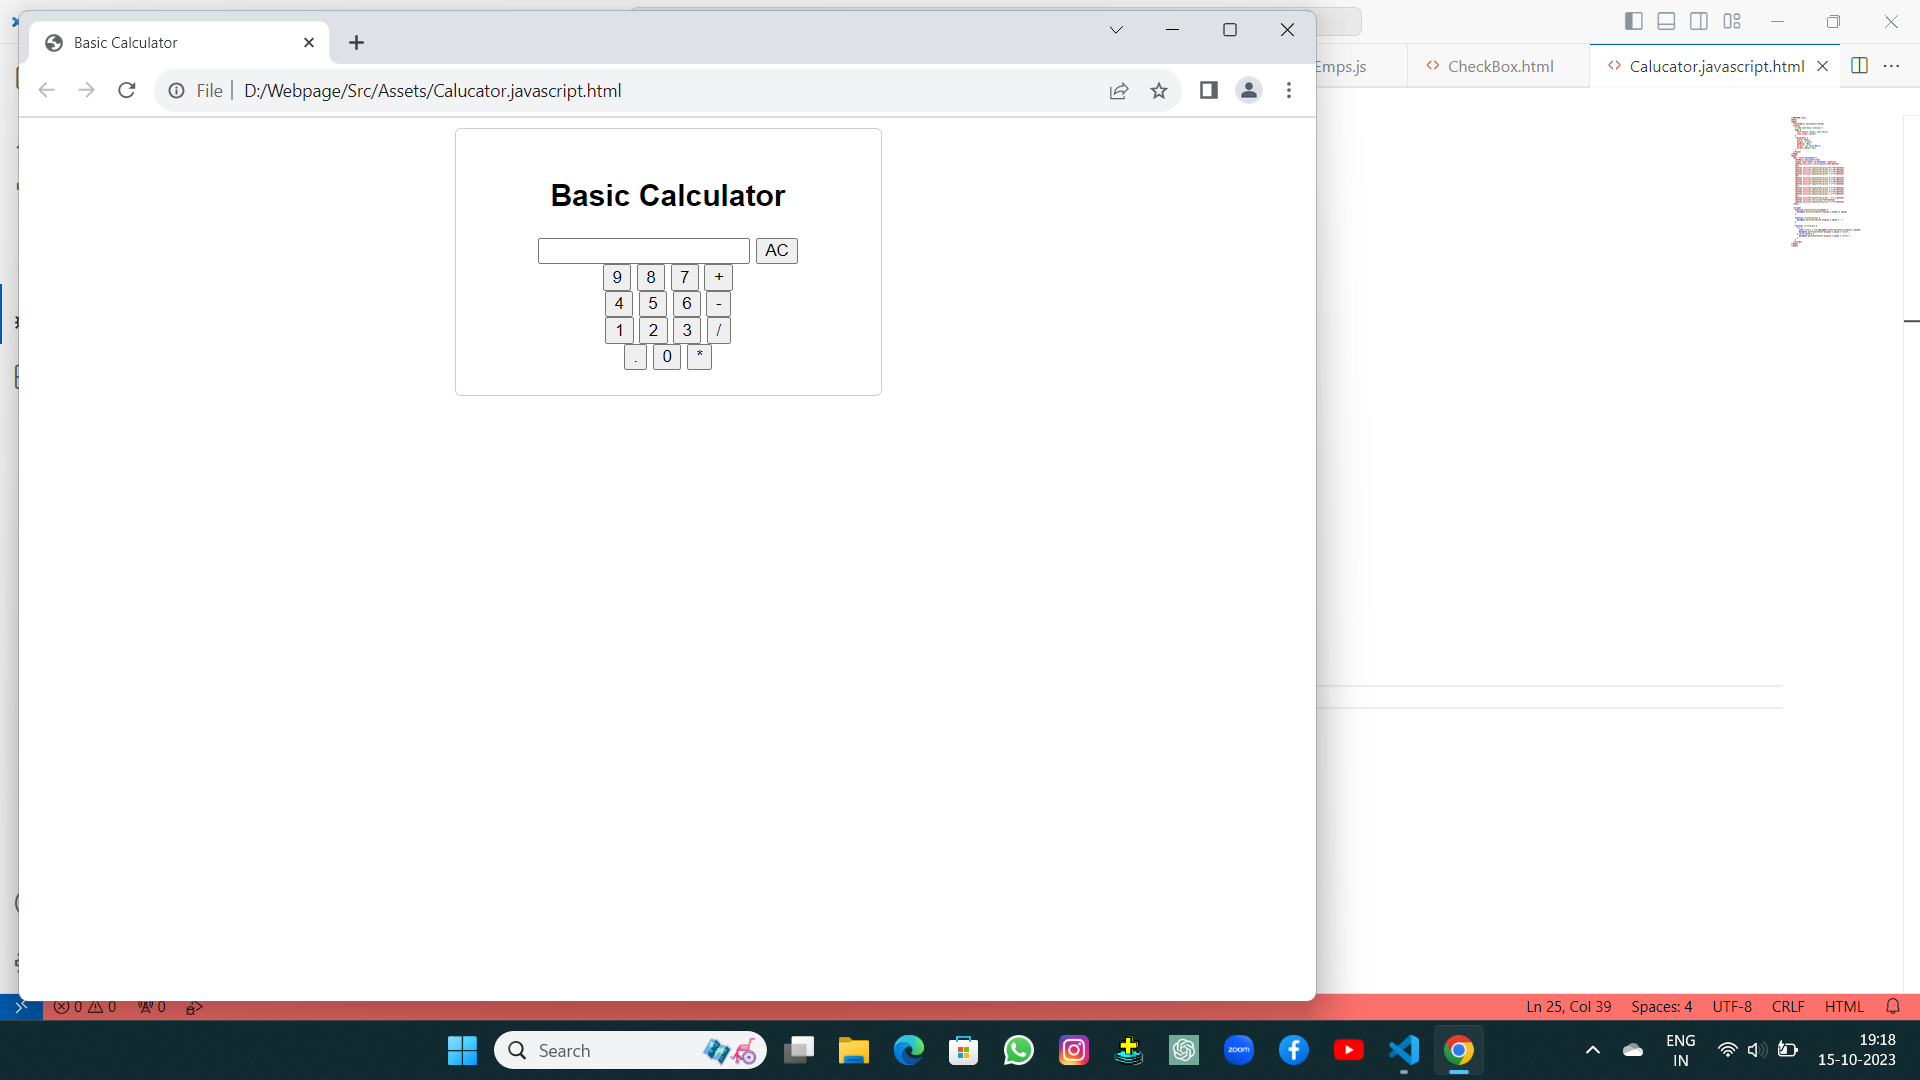 Basic Calculator
Emps.js
CheckBox.html
Calucator.javascript.html
File
D:/Webpage/Src/Assets/Calucator.javascript.html
Basic Calculator
AC
9 8 7 +
4 5 6 -
1 2 3 /
. 0 *
0 0 0
Ln 25, Col 39
Spaces: 4
UTF-8
CRLF
HTML
Search
zoom
ENG
IN
19:18
15-10-2023